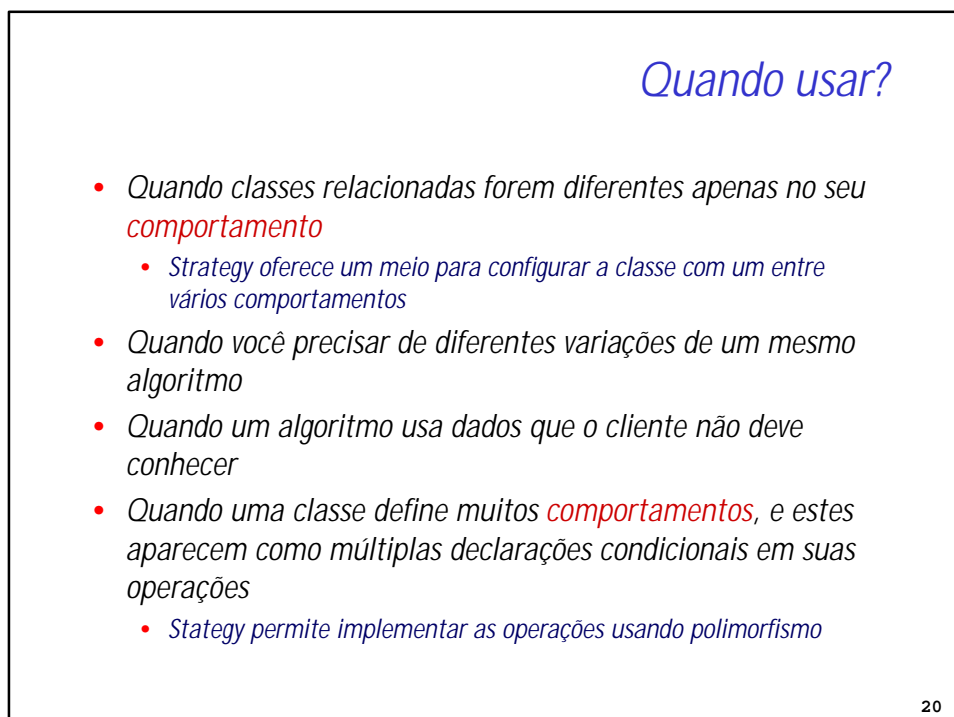 Quando usar?
• Quando classes relacionadas forem diferentes apenas no seu
comportamento
• Strategy oferece um meio para configurar a classe com um entre
vários comportamentos
• Quando você precisar de diferentes variações de um mesmo
algoritmo
• Quando um algoritmo usa dados que o cliente não deve
conhecer
• Quando uma classe define muitos comportamentos, e estes
aparecem como múltiplas declarações condicionais em suas
operações
• Stategy permite implementar as operações usando polimorfismo
20